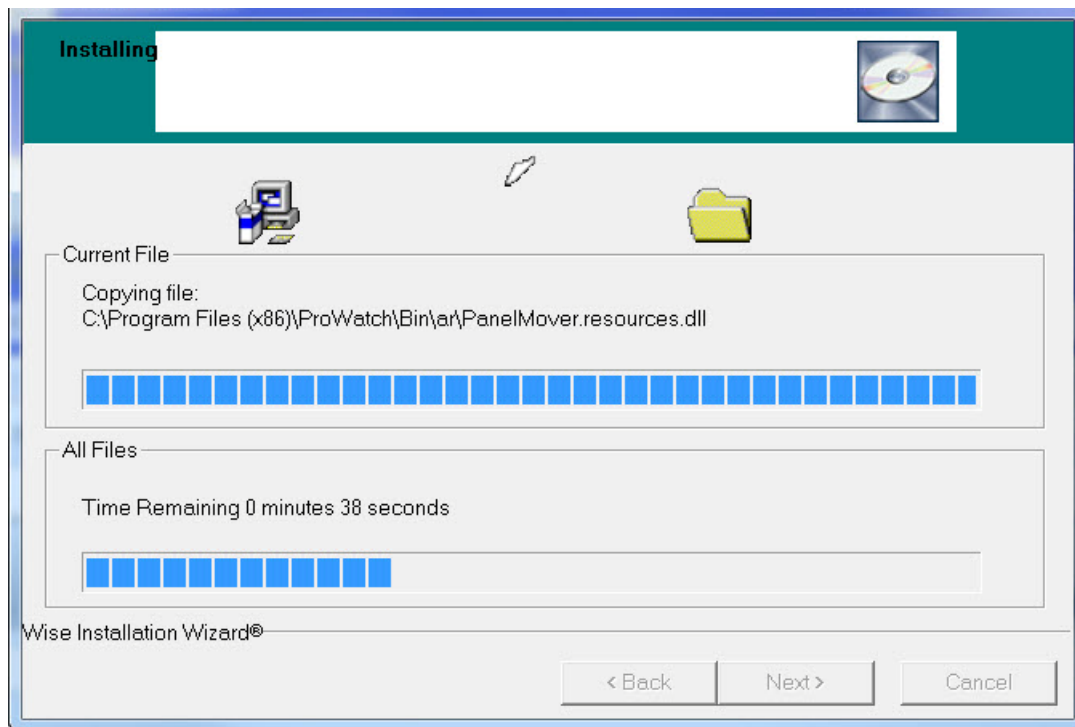 Installing
Current File
Copying file:
C:\Program Files (x86)\ProWatch\Bin\ar\PanelMover.resources.dll
All Files
Time Remaining 0 minutes 38 seconds
Wise Installation Wizard®
< Back
Next >
Cancel